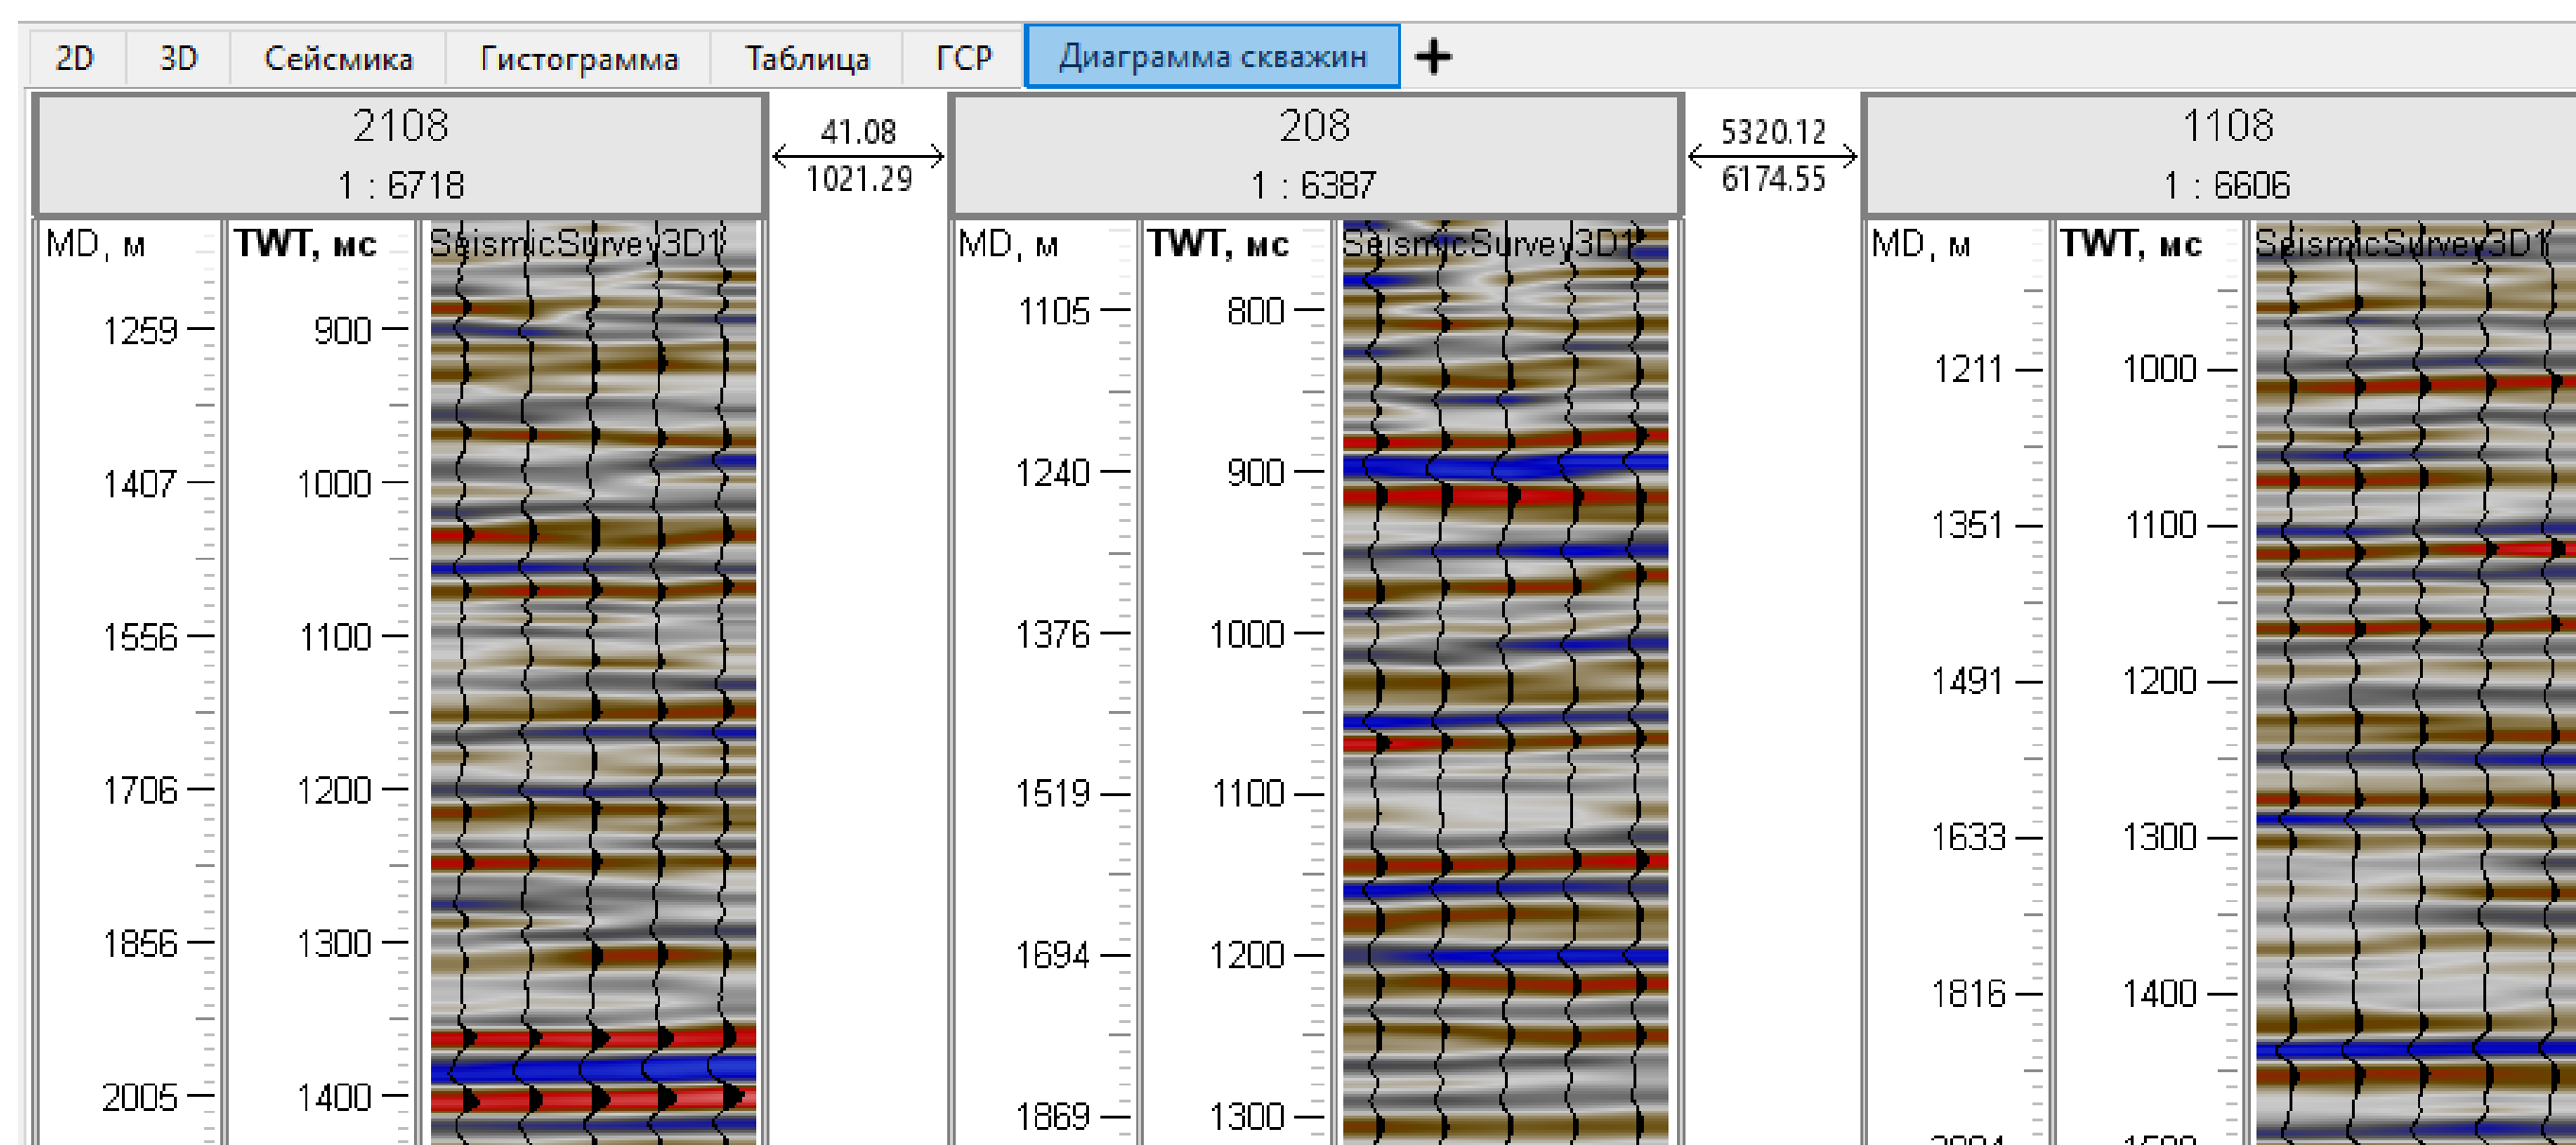 2D 3D Сейсмика Гистограмма Таблица ГСР Диаграмма скважин +
2108 41.08 208 5320.12 1108
1 : 6718 1021.29 1 : 6387 6174.55 1 : 6606
MD, м TWT, мс SeismicSurvey3D1 MD, м TWT, мс SeismicSurvey3D1 MD, м TWT, мс SeismicSurvey3D1
1105 800
1259 900
1211 1000
1240 900
1407 1000
1351 1100
1376 1000
1556 1100
1491 1200
1706 1200 1519 1100
1633 1300
1856 1300 1694 1200
1816 1400
2005 1400
1869 1300